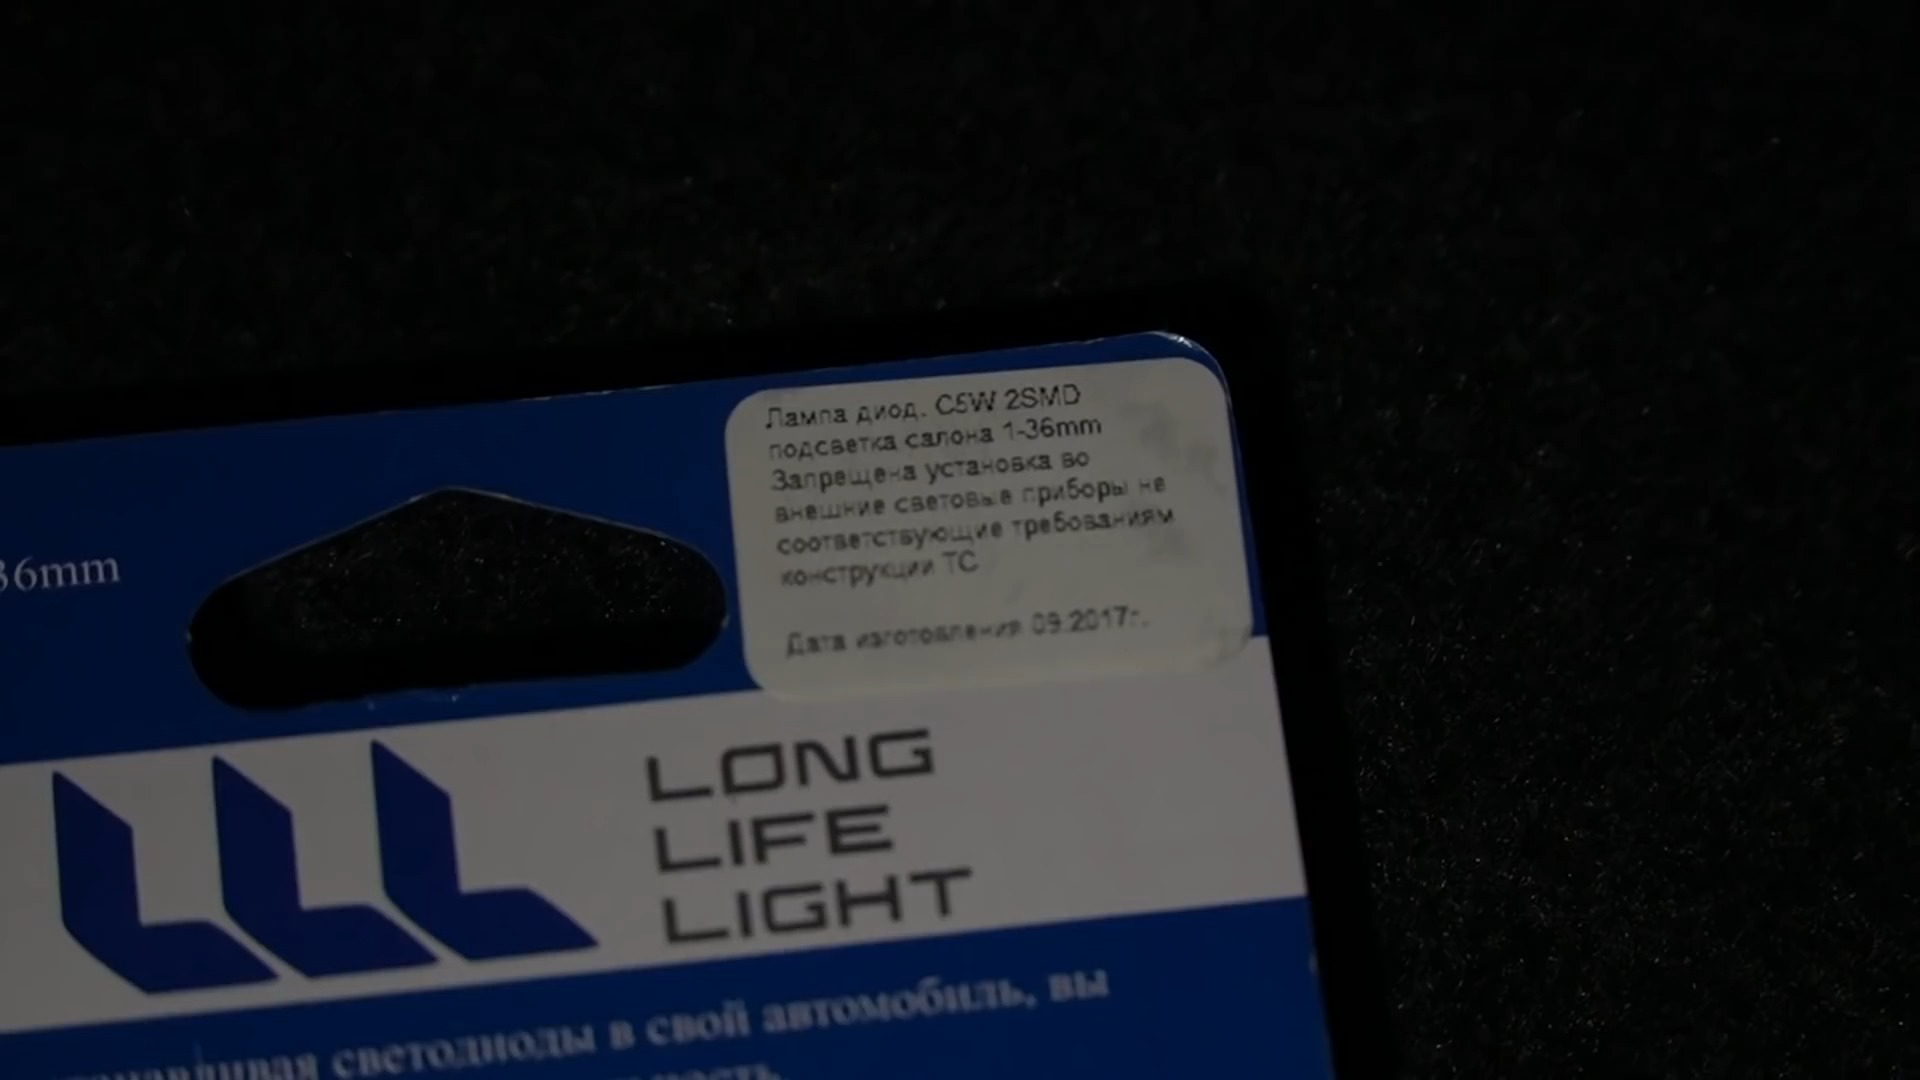 Лампа диод. C5W 2SMD
подсветка салона 1-36mm
Запрещена установка во
внешние световые приборы не
соответствующие требованиям
конструкции ТС
Дата изготовления 09.2017г.
36mm
LONG
LIFE
LIGHT
светодиоды в свой автомобиль, вы